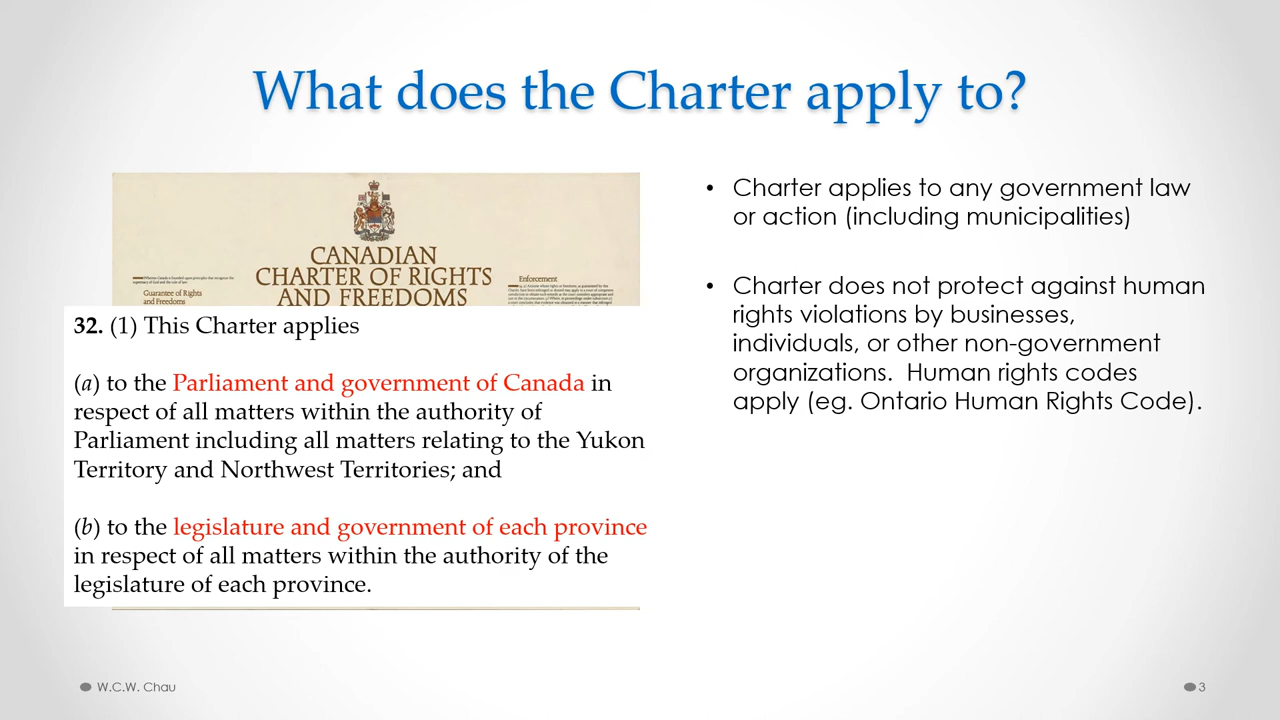 What does the Charter apply to?
CANADIAN
CHARTER OF RIGHTS
AND FREEDOMS
Guarantee of Rights
and Freedoms
Enforcement
32. (1) This Charter applies
(a) to the Parliament and government of Canada in
respect of all matters within the authority of
Parliament including all matters relating to the Yukon
Territory and Northwest Territories; and
(b) to the legislature and government of each province
in respect of all matters within the authority of the
legislature of each province.
• Charter applies to any government law
or action (including municipalities)
• Charter does not protect against human
rights violations by businesses,
individuals, or other non-government
organizations.  Human rights codes
apply (eg. Ontario Human Rights Code).
W.C.W. Chau
3